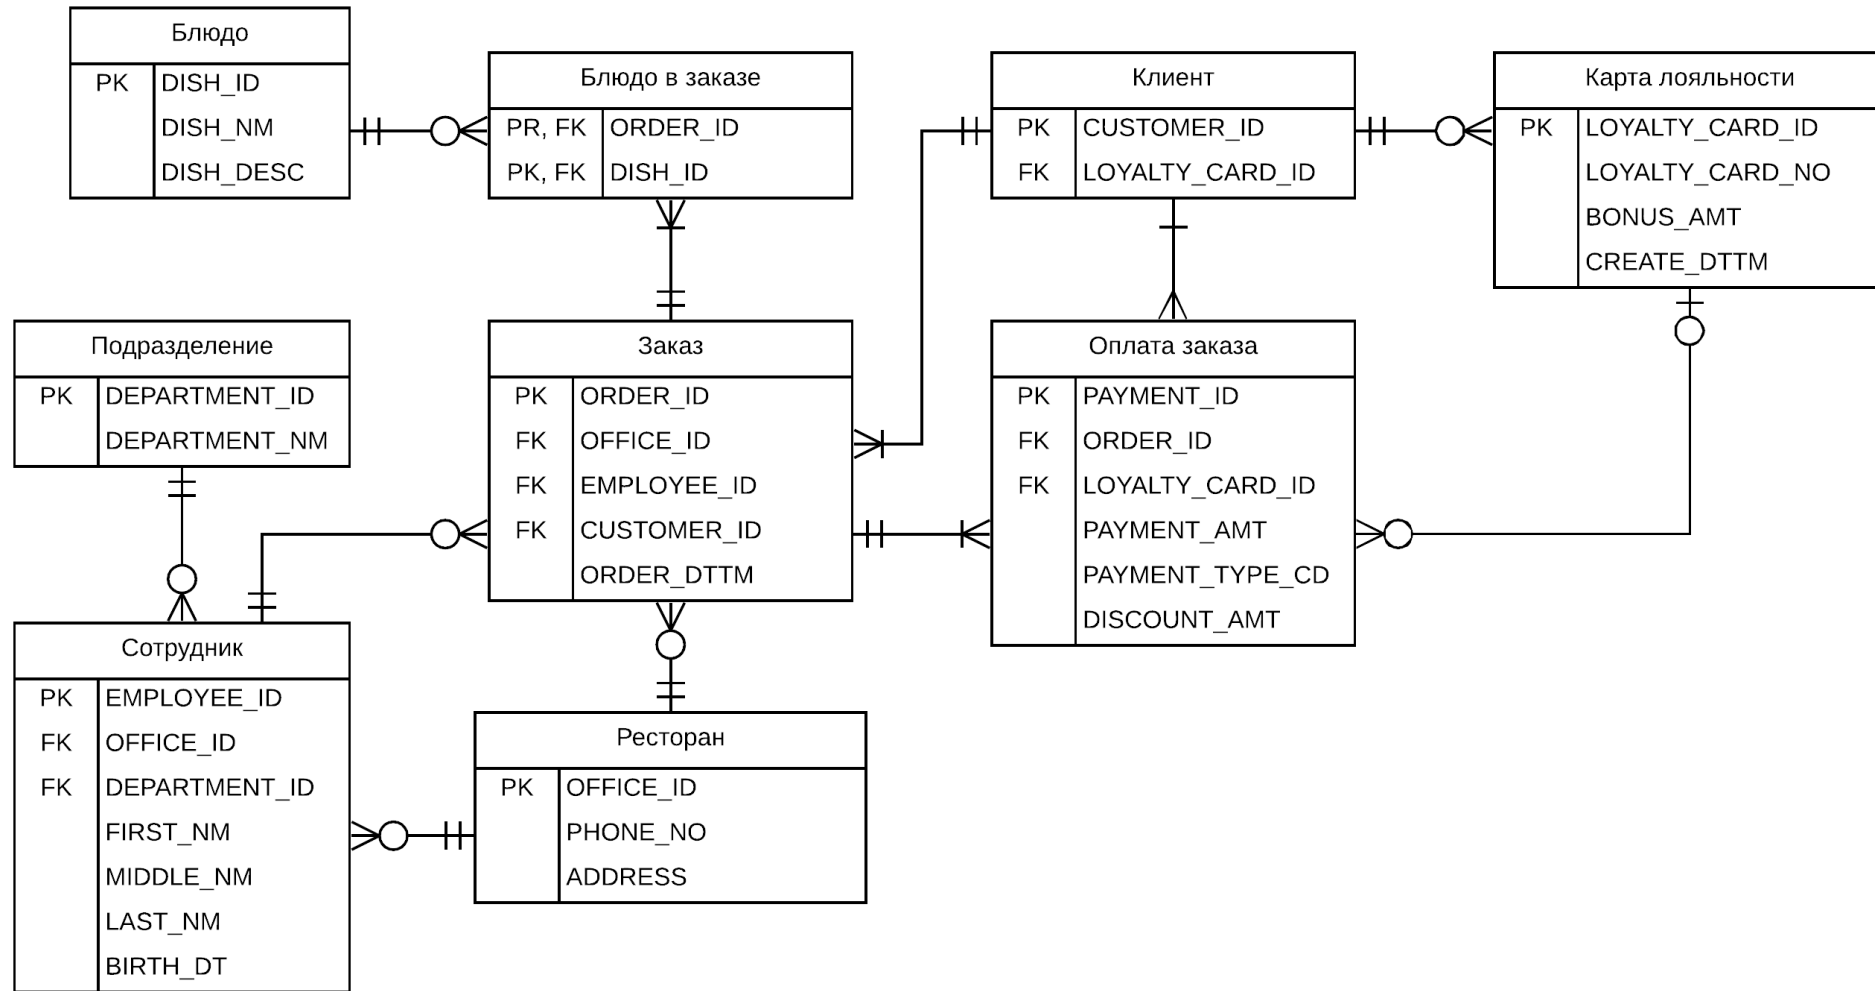 Блюдо
PK DISH_ID
DISH_NM
DISH_DESC
Блюдо в заказе
PR, FK ORDER_ID
PK, FK DISH_ID
Клиент
PK CUSTOMER_ID
FK LOYALTY_CARD_ID
Карта лояльности
PK LOYALTY_CARD_ID
LOYALTY_CARD_NO
BONUS_AMT
CREATE_DTTM
Подразделение
PK DEPARTMENT_ID
DEPARTMENT_NM
Заказ
PK ORDER_ID
FK OFFICE_ID
FK EMPLOYEE_ID
FK CUSTOMER_ID
ORDER_DTTM
Оплата заказа
PK PAYMENT_ID
FK ORDER_ID
FK LOYALTY_CARD_ID
PAYMENT_AMT
PAYMENT_TYPE_CD
DISCOUNT_AMT
Сотрудник
PK EMPLOYEE_ID
FK OFFICE_ID
FK DEPARTMENT_ID
FIRST_NM
MIDDLE_NM
LAST_NM
BIRTH_DT
Ресторан
PK OFFICE_ID
PHONE_NO
ADDRESS